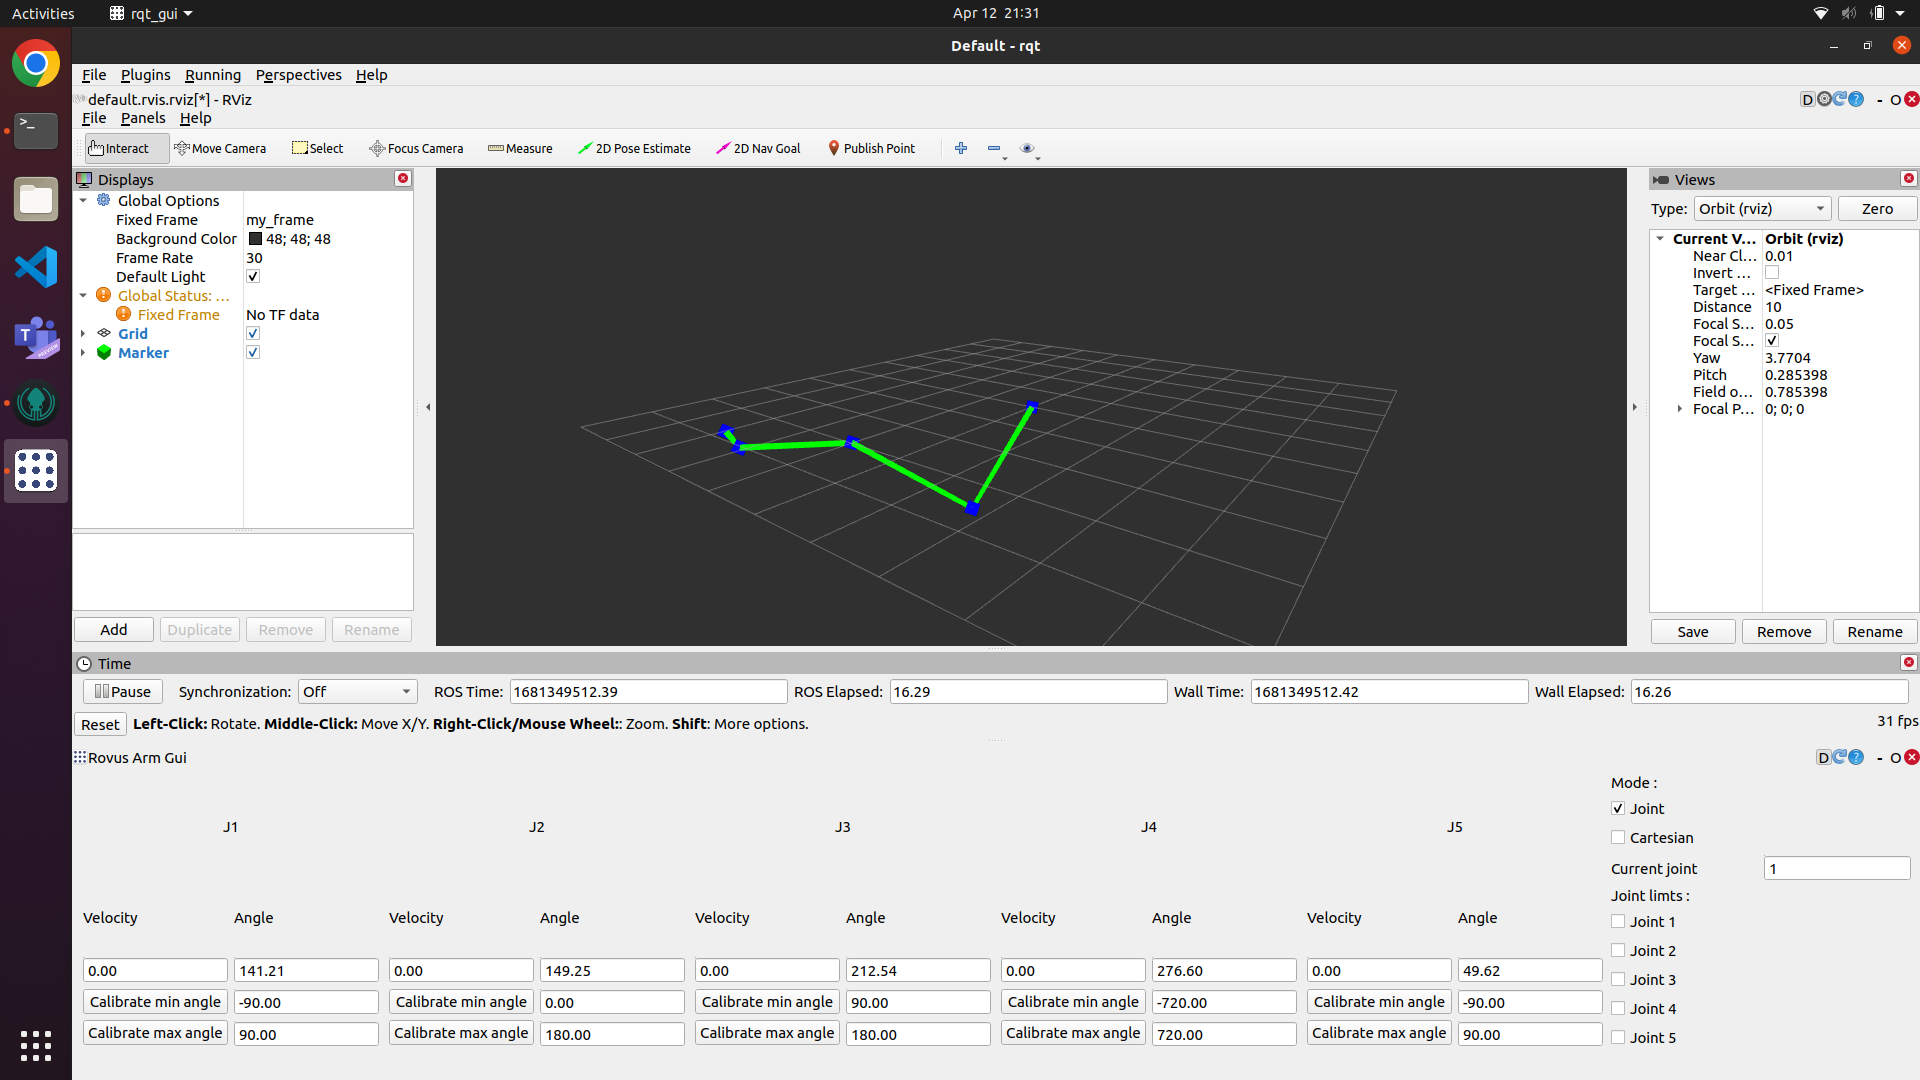 Activities rqt_gui Apr 12 21:31
Default - rqt
File Plugins Running Perspectives Help
default.rvis.rviz[*] - RViz D ? - O
File Panels Help
Interact Move Camera Select Focus Camera Measure 2D Pose Estimate 2D Nav Goal Publish Point
Displays
Global Options
Fixed Frame my_frame
Background Color 48; 48; 48
Frame Rate 30
Default Light
Global Status: ...
Fixed Frame No TF data
Grid
Marker
Add Duplicate Remove Rename
Views
Type: Orbit (rviz) Zero
Current V... Orbit (rviz)
Near Cl... 0.01
Invert ...
Target ... <Fixed Frame>
Distance 10
Focal S... 0.05
Focal S...
Yaw 3.7704
Pitch 0.285398
Field o... 0.785398
Focal P... 0; 0; 0
Save Remove Rename
Time
Pause Synchronization: Off ROS Time: 1681349512.39 ROS Elapsed: 16.29 Wall Time: 1681349512.42 Wall Elapsed: 16.26
Reset Left-Click: Rotate. Middle-Click: Move X/Y. Right-Click/Mouse Wheel:: Zoom. Shift: More options. 31 fps
Rovus Arm Gui D ? - O
J1 J2 J3 J4 J5
Velocity Angle Velocity Angle Velocity Angle Velocity Angle Velocity Angle
0.00 141.21 0.00 149.25 0.00 212.54 0.00 276.60 0.00 49.62
Calibrate min angle -90.00 Calibrate min angle 0.00 Calibrate min angle 90.00 Calibrate min angle -720.00 Calibrate min angle -90.00
Calibrate max angle 90.00 Calibrate max angle 180.00 Calibrate max angle 180.00 Calibrate max angle 720.00 Calibrate max angle 90.00
Mode :
Joint
Cartesian
Current joint 1
Joint limts :
Joint 1
Joint 2
Joint 3
Joint 4
Joint 5